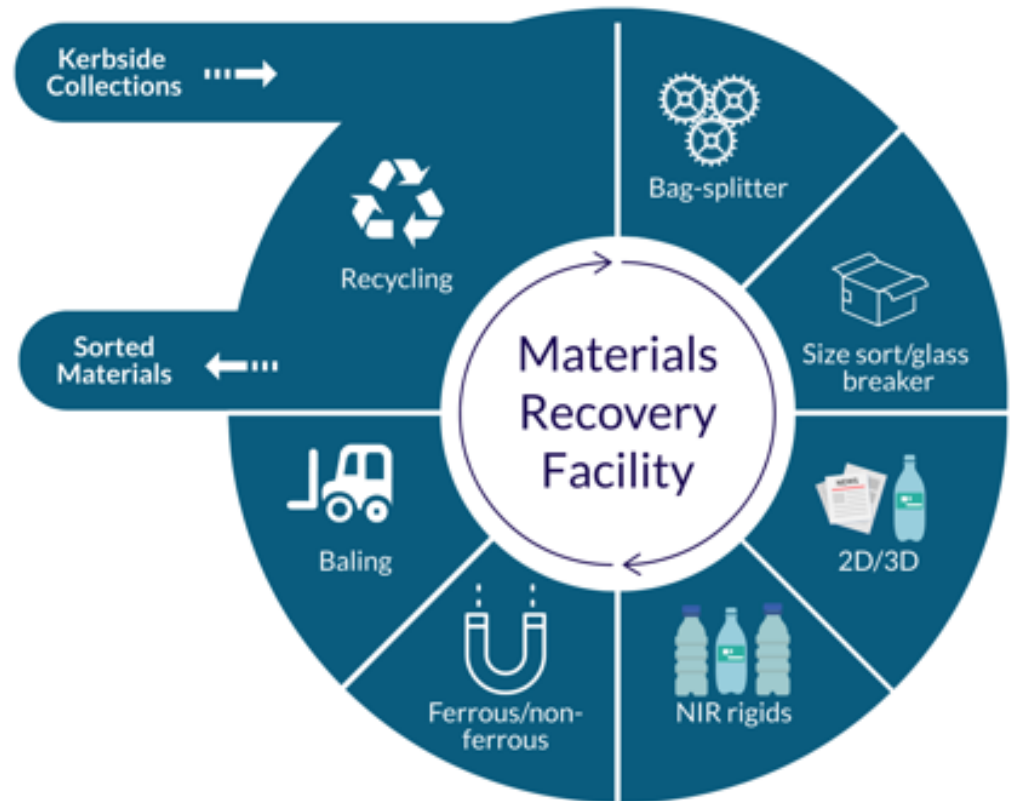 Kerbside
Collections
Bag-splitter
Recycling
Size sort/glass
breaker
Sorted
Materials
Materials
Recovery
Facility
NEWS
2D/3D
Baling
NIR rigids
Ferrous/non-
ferrous